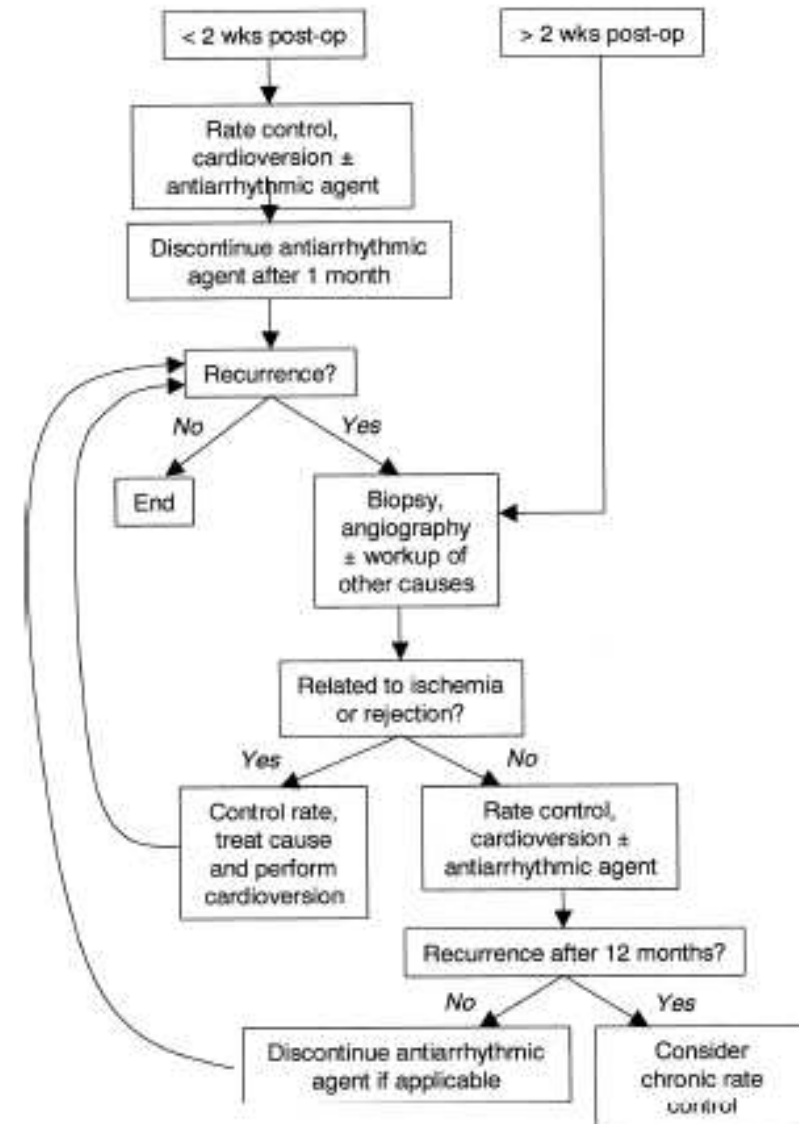 < 2 wks post-op
> 2 wks post-op
Rate control,
cardioversion ±
antiarrhythmic agent
Discontinue antiarrhythmic
agent after 1 month
Recurrence?
No
Yes
End
Biopsy,
angiography
± workup of
other causes
Related to ischemia
or rejection?
Yes
No
Control rate,
treat cause
and perform
cardioversion
Rate control,
cardioversion ±
antiarrhythmic agent
Recurrence after 12 months?
No
Yes
Discontinue antiarrhythmic
agent if applicable
Consider
chronic rate
control